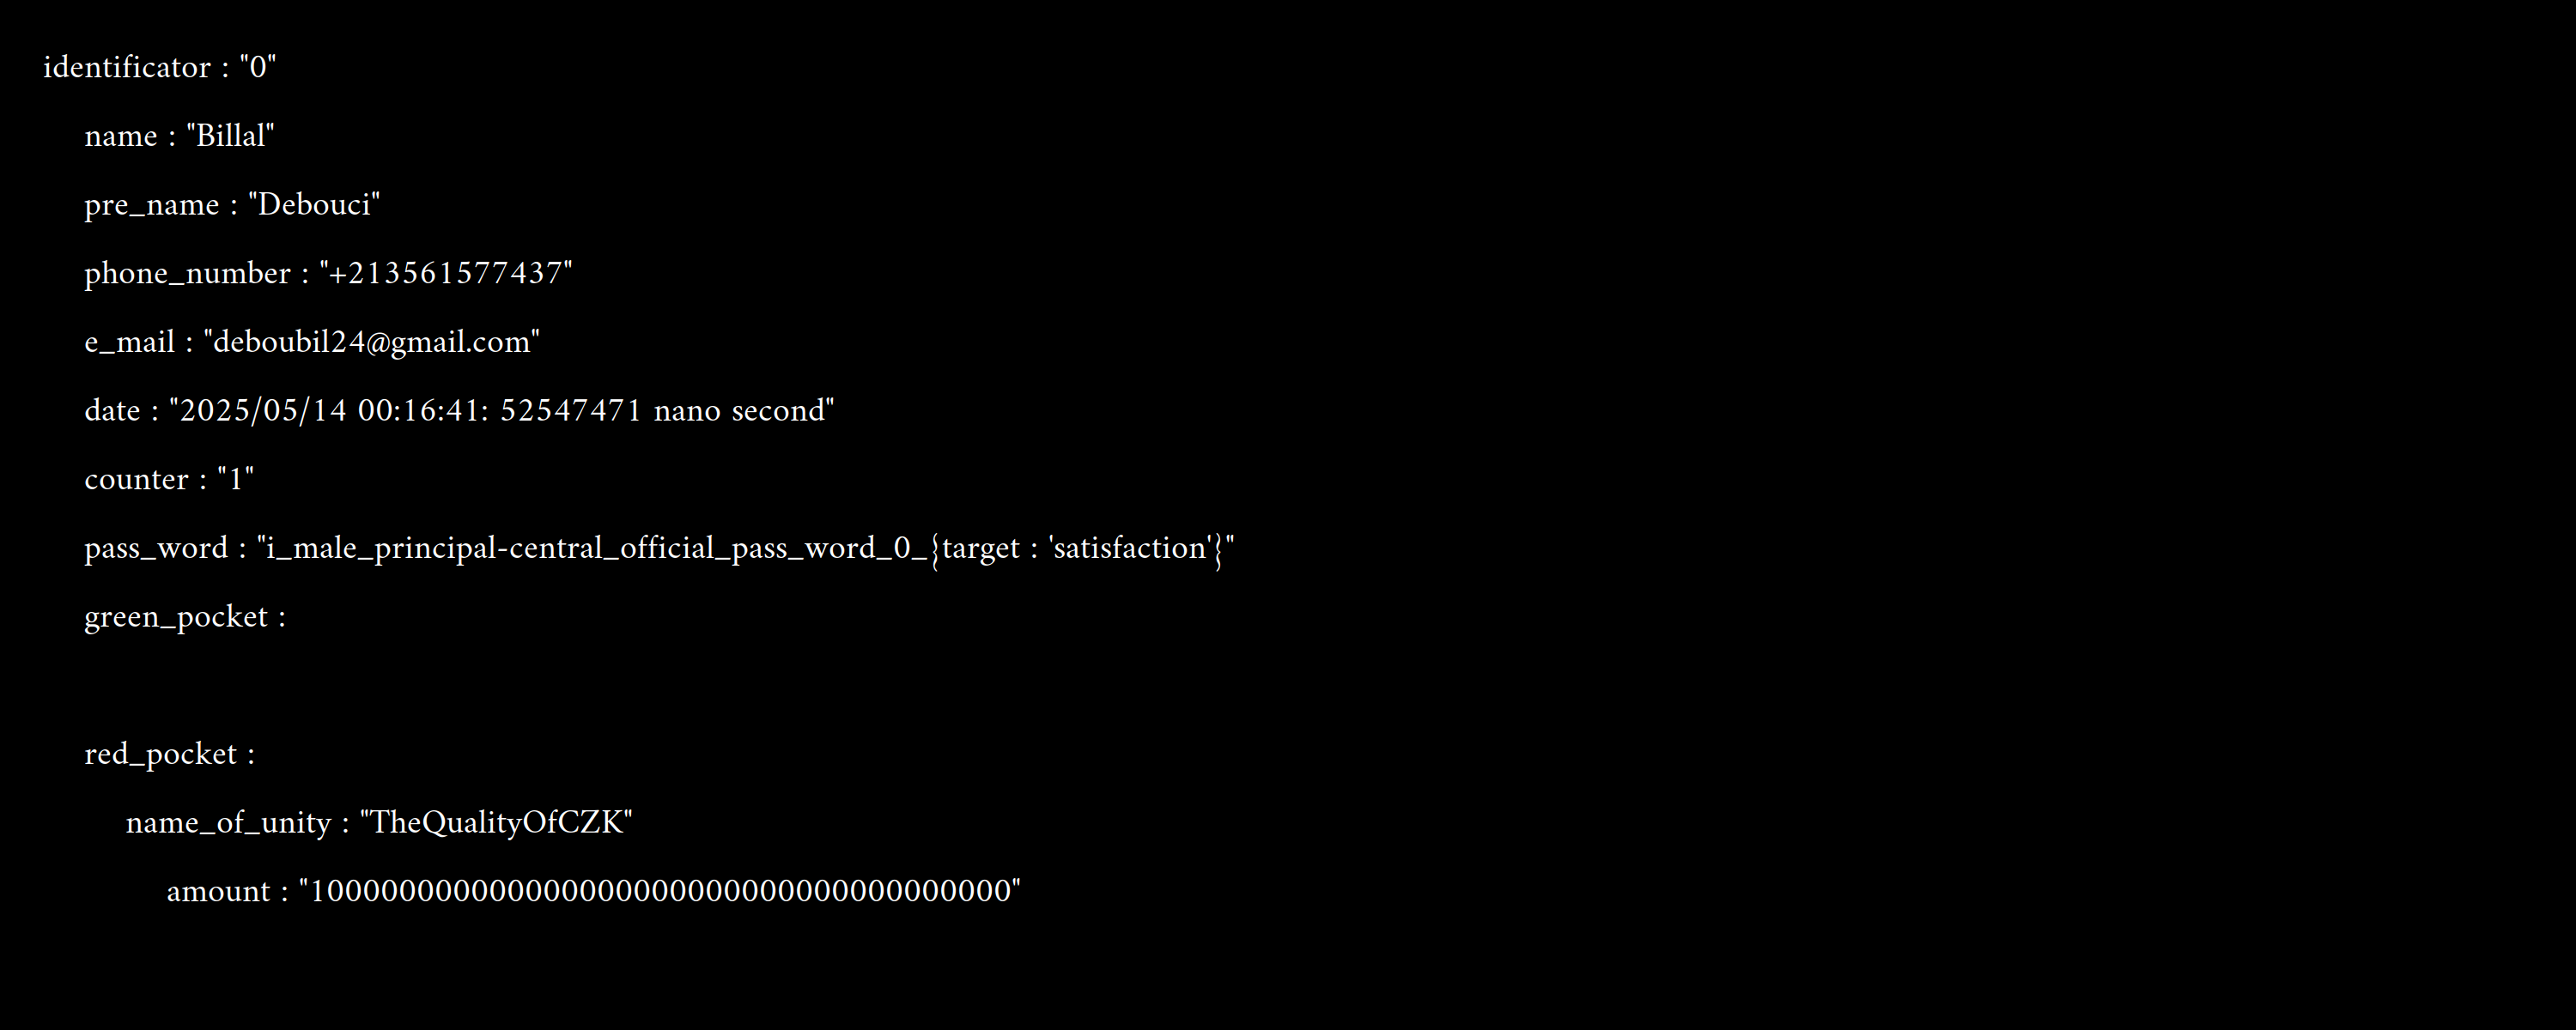 identificator : "0"
name : "Billal"
pre_name : "Debouci"
phone_number : "+213561577437"
e_mail : "deboubil24@gmail.com"
date : "2025/05/14 00:16:41: 52547471 nano second"
counter : "1"
pass_word : "i_male_principal-central_official_pass_word_0_{target : 'satisfaction'}"
green_pocket :
red_pocket :
name_of_unity : "TheQualityOfCZK"
amount : "100000000000000000000000000000000000000"